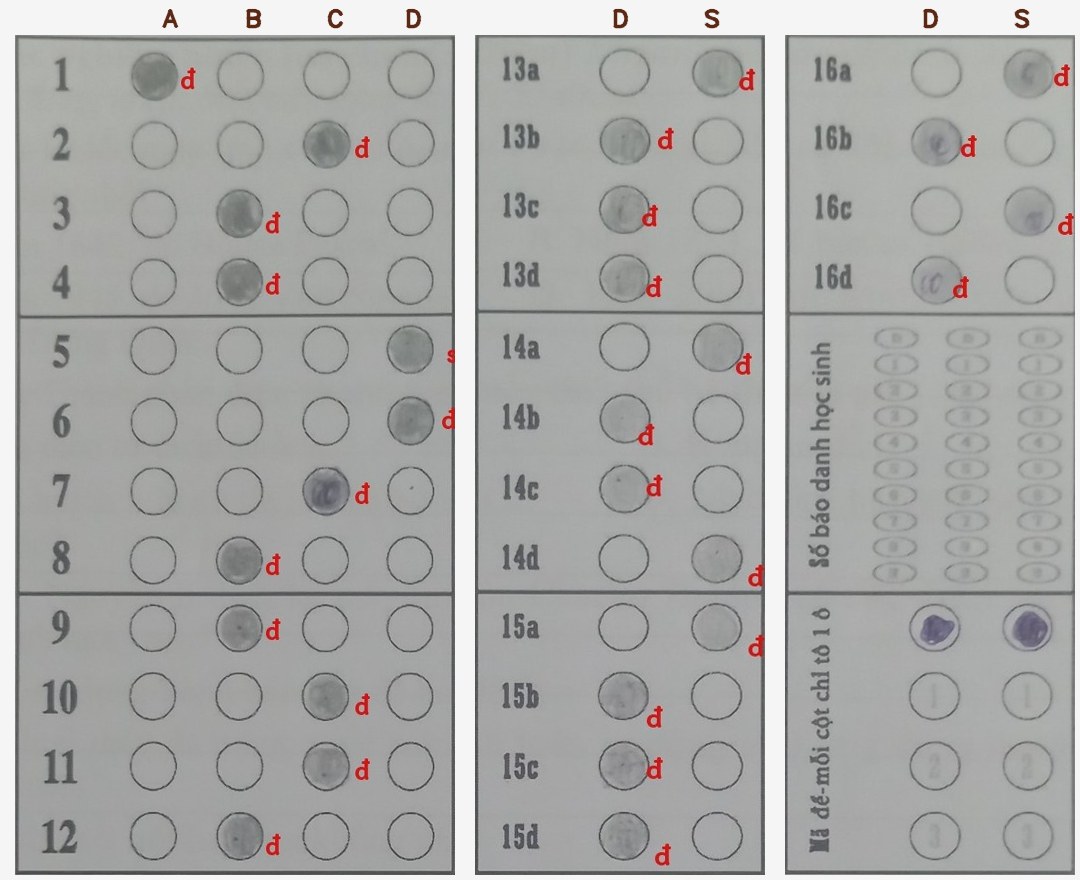 A B C D
1 đ
2 đ
3 đ
4 đ
5 s
6 đ
7 đ
8 đ
9 đ
10 đ
11 đ
12 đ
D S
13a đ
13b đ
13c đ
13d đ
14a đ
14b đ
14c đ
14d đ
15a đ
15b đ
15c đ
15d đ
D S
16a đ
16b đ
16c đ
16d đ
Số báo danh học sinh
Mã đề-mỗi cột chỉ tô 1 ô
1 1
2 2
3 3